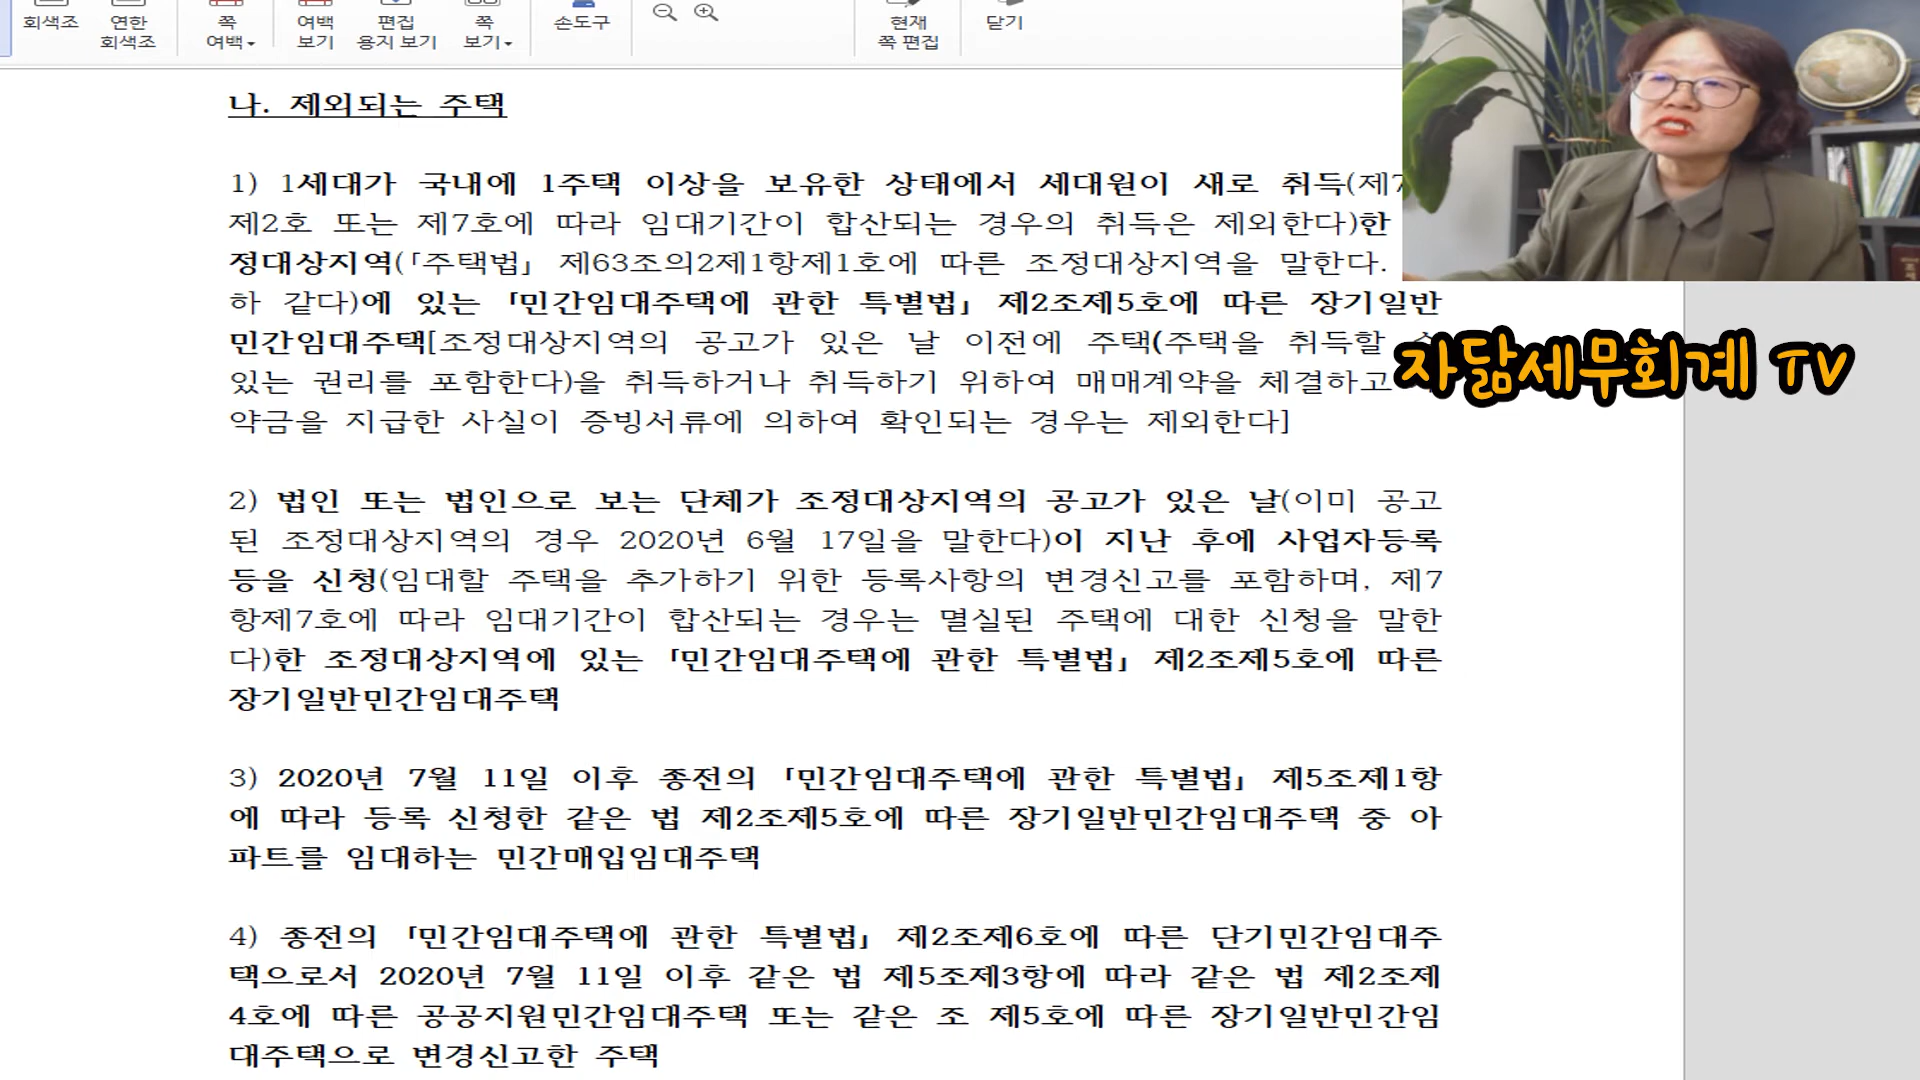 회색조
연한
회색조
쪽
여백
여백
보기
편집
용지 보기
쪽
보기
손도구
현재
쪽 편집
닫기
나. 제외되는 주택
1) 1세대가 국내에 1주택 이상을 보유한 상태에서 세대원이 새로 취득(제7
제2호 또는 제7호에 따라 임대기간이 합산되는 경우의 취득은 제외한다)한
정대상지역(「주택법」 제63조의2제1항제1호에 따른 조정대상지역을 말한다.
하 같다)에 있는 「민간임대주택에 관한 특별법」 제2조제5호에 따른 장기일반
민간임대주택[조정대상지역의 공고가 있은 날 이전에 주택(주택을 취득할
있는 권리를 포함한다)을 취득하거나 취득하기 위하여 매매계약을 체결하고
약금을 지급한 사실이 증빙서류에 의하여 확인되는 경우는 제외한다]
자닮세무회계 TV
2) 법인 또는 법인으로 보는 단체가 조정대상지역의 공고가 있은 날(이미 공고
된 조정대상지역의 경우 2020년 6월 17일을 말한다)이 지난 후에 사업자등록
등을 신청(임대할 주택을 추가하기 위한 등록사항의 변경신고를 포함하며, 제7
항제7호에 따라 임대기간이 합산되는 경우는 멸실된 주택에 대한 신청을 말한
다)한 조정대상지역에 있는 「민간임대주택에 관한 특별법」 제2조제5호에 따른
장기일반민간임대주택
3) 2020년 7월 11일 이후 종전의 「민간임대주택에 관한 특별법」 제5조제1항
에 따라 등록 신청한 같은 법 제2조제5호에 따른 장기일반민간임대주택 중 아
파트를 임대하는 민간매입임대주택
4) 종전의 「민간임대주택에 관한 특별법」 제2조제6호에 따른 단기민간임대주
택으로서 2020년 7월 11일 이후 같은 법 제5조제3항에 따라 같은 법 제2조제
4호에 따른 공공지원민간임대주택 또는 같은 조 제5호에 따른 장기일반민간임
대주택으로 변경신고한 주택